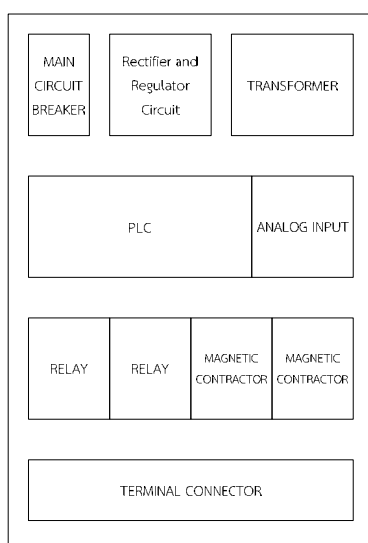 MAIN
CIRCUIT
BREAKER
Rectifier and
Regulator
Circuit
TRANSFORMER
PLC
ANALOG INPUT
RELAY
RELAY
MAGNETIC
CONTRACTOR
MAGNETIC
CONTRACTOR
TERMINAL CONNECTOR